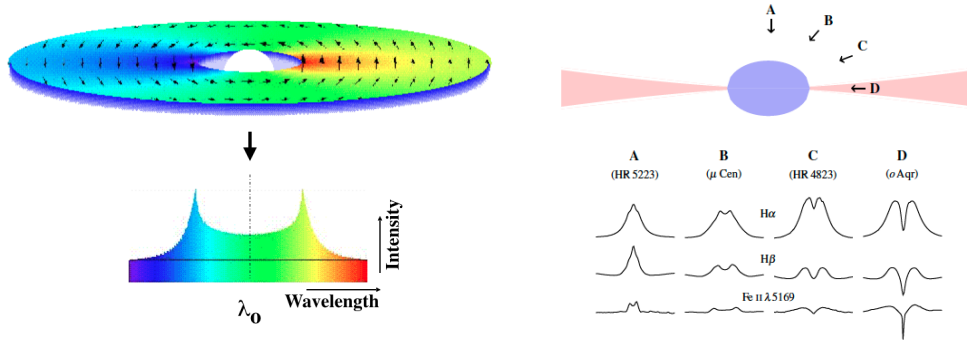 Intensity
λo
Wavelength
A
B
C
D
A B C D
(HR 5223) (μ Cen) (HR 4823) (o Aqr)
Hα
Hβ
Fe II λ5169